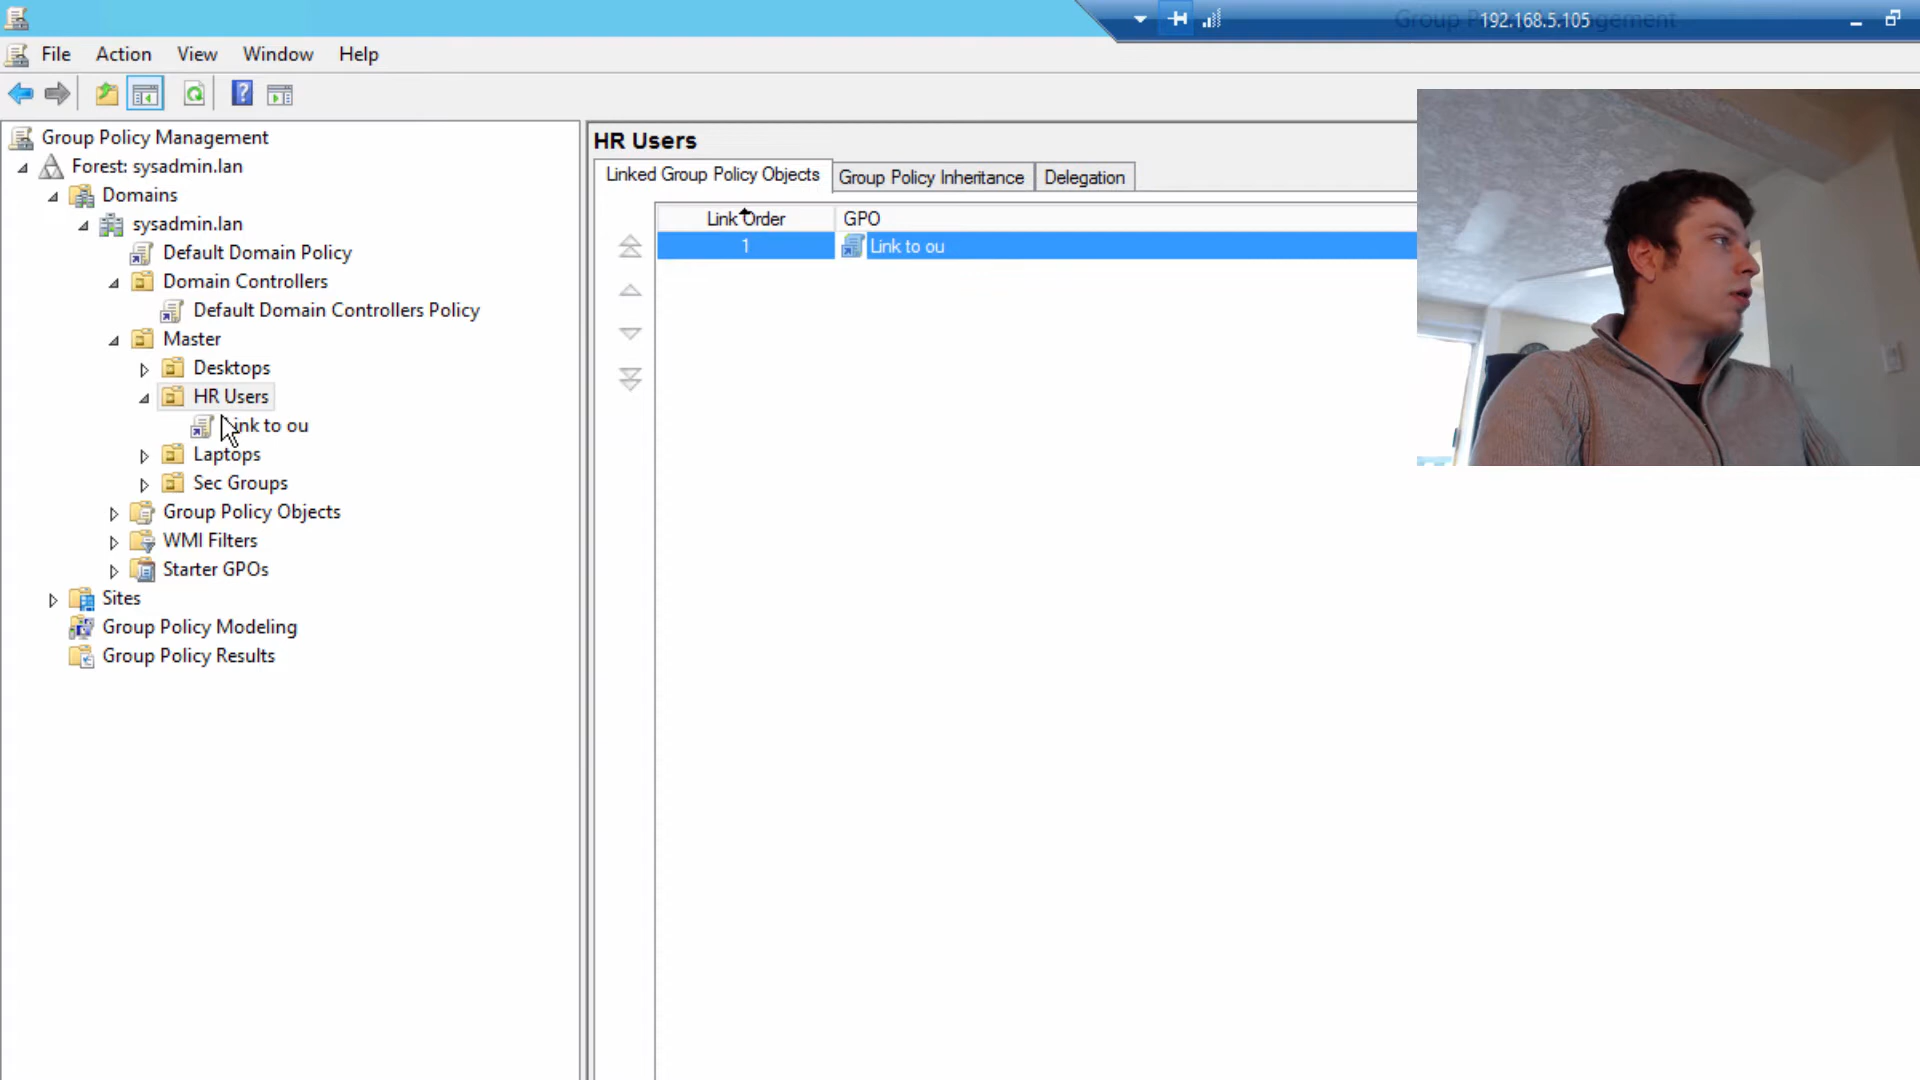 192.168.5.105
File Action View Window Help
Group Policy Management
Forest: sysadmin.lan
Domains
sysadmin.lan
Default Domain Policy
Domain Controllers
Default Domain Controllers Policy
Master
Desktops
HR Users
Link to ou
Laptops
Sec Groups
Group Policy Objects
WMI Filters
Starter GPOs
Sites
Group Policy Modeling
Group Policy Results
HR Users
Linked Group Policy Objects Group Policy Inheritance Delegation
Link Order GPO
1 Link to ou